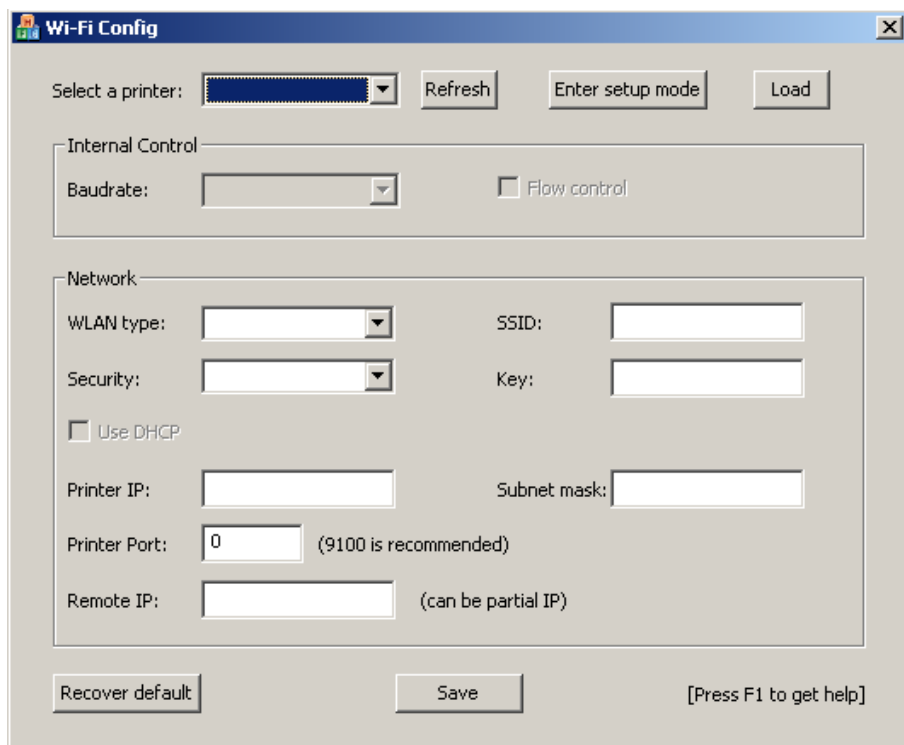 Wi-Fi Config
Select a printer: Refresh Enter setup mode Load
Internal Control
Baudrate: Flow control
Network
WLAN type: SSID:
Security: Key:
Use DHCP
Printer IP: Subnet mask:
Printer Port: 0 (9100 is recommended)
Remote IP: (can be partial IP)
Recover default Save [Press F1 to get help]